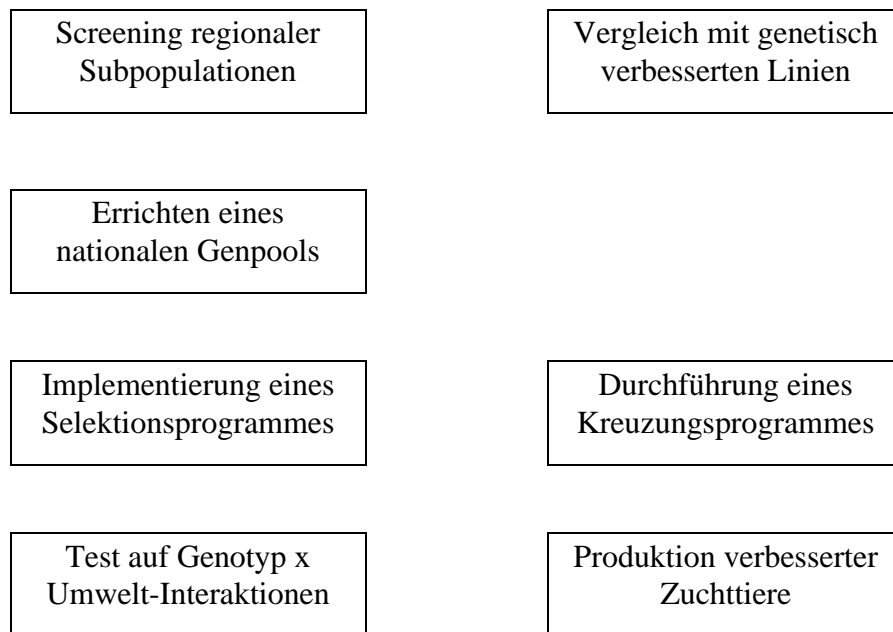 Screening regionaler
Subpopulationen
Vergleich mit genetisch
verbesserten Linien
Errichten eines
nationalen Genpools
Implementierung eines
Selektionsprogrammes
Durchführung eines
Kreuzungsprogrammes
Test auf Genotyp x
Umwelt-Interaktionen
Produktion verbesserter
Zuchttiere